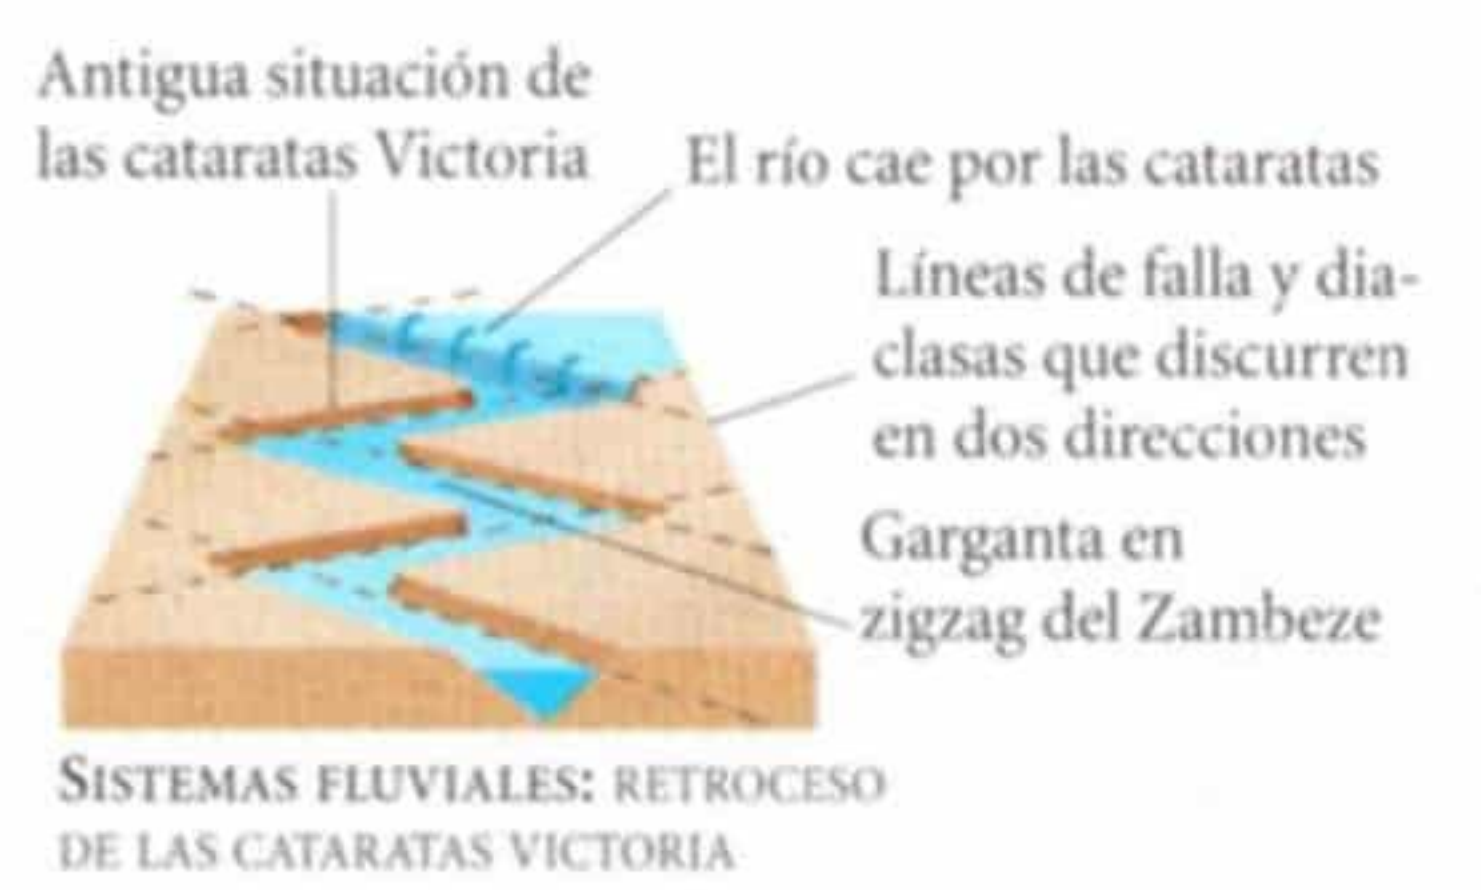 Antigua situación de
las cataratas Victoria
El río cae por las cataratas
Líneas de falla y dia-
clasas que discurren
en dos direcciones
Garganta en
zigzag del Zambeze
SISTEMAS FLUVIALES: RETROCESO
DE LAS CATARATAS VICTORIA